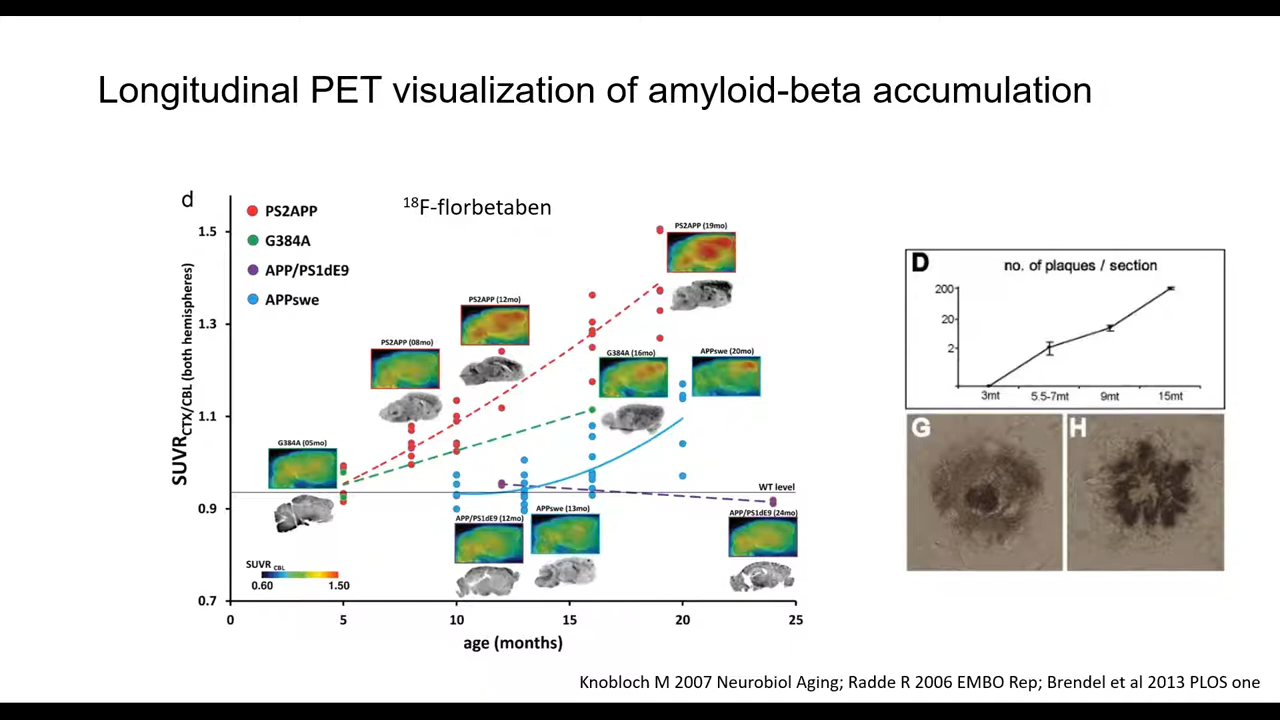 Longitudinal PET visualization of amyloid-beta accumulation
d
18F-florbetaben
PS2APP
G384A
APP/PS1dE9
APPswe
SUVRCTX/CBL (both hemispheres)
1.5
1.3
1.1
0.9
0.7
PS2APP (19mo)
PS2APP (12mo)
PS2APP (08mo)
G384A (16mo)
APPswe (20mo)
G384A (05mo)
WT level
APP/PS1dE9 (12mo)
APPswe (13mo)
APP/PS1dE9 (24mo)
SUVR CBL
0.60 1.50
0 5 10 15 20 25
age (months)
D
no. of plaques / section
200
20
2
3mt 5.5-7mt 9mt 15mt
G
H
Knobloch M 2007 Neurobiol Aging; Radde R 2006 EMBO Rep; Brendel et al 2013 PLOS one